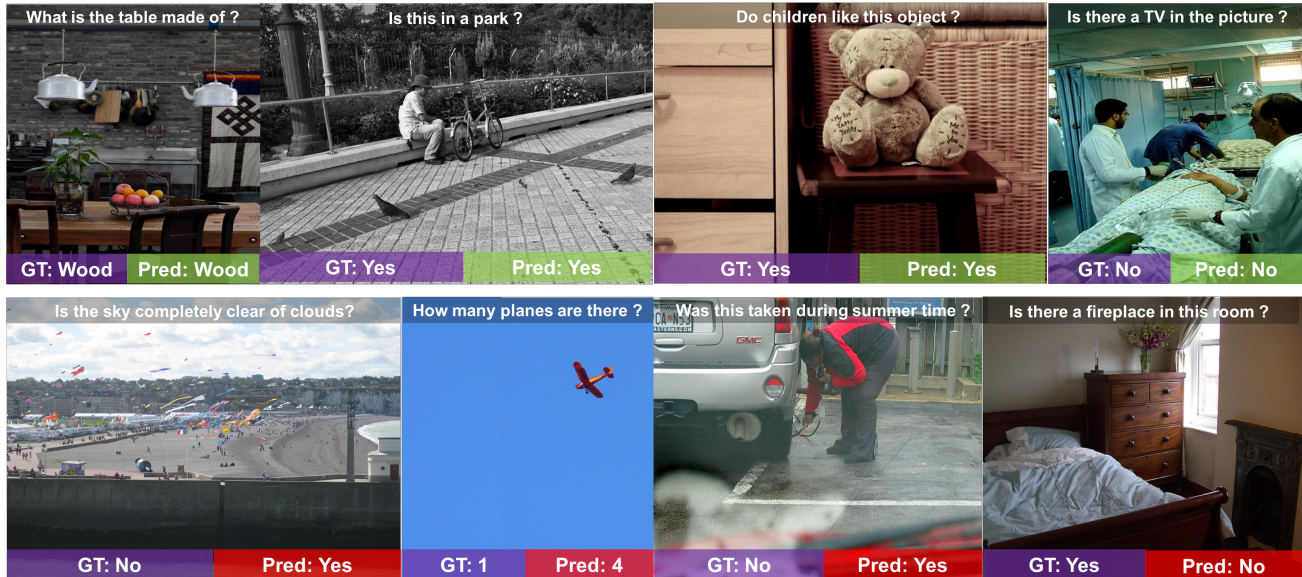 What is the table made of ?
GT: Wood
Pred: Wood
Is this in a park ?
GT: Yes
Pred: Yes
Do children like this object ?
GT: Yes
Pred: Yes
Is there a TV in the picture ?
GT: No
Pred: No
Is the sky completely clear of clouds?
GT: No
Pred: Yes
How many planes are there ?
GT: 1
Pred: 4
Was this taken during summer time ?
GMC
GT: No
Pred: Yes
Is there a fireplace in this room ?
GT: Yes
Pred: No